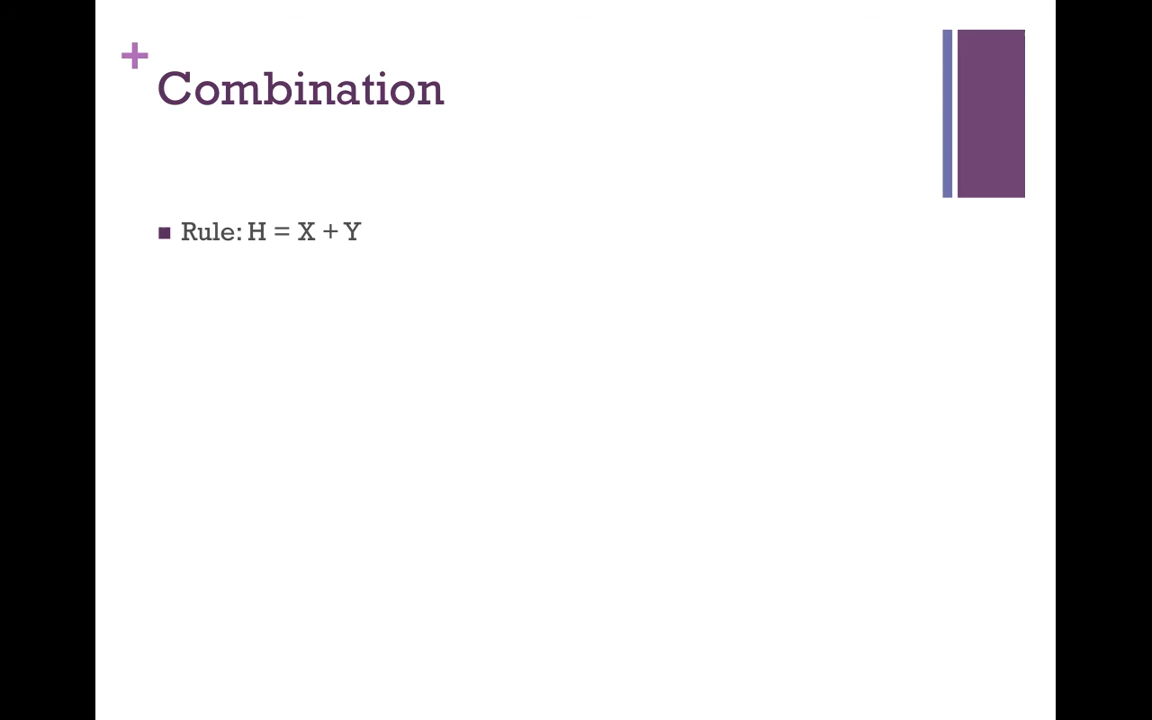 +
Combination
Rule: H = X + Y